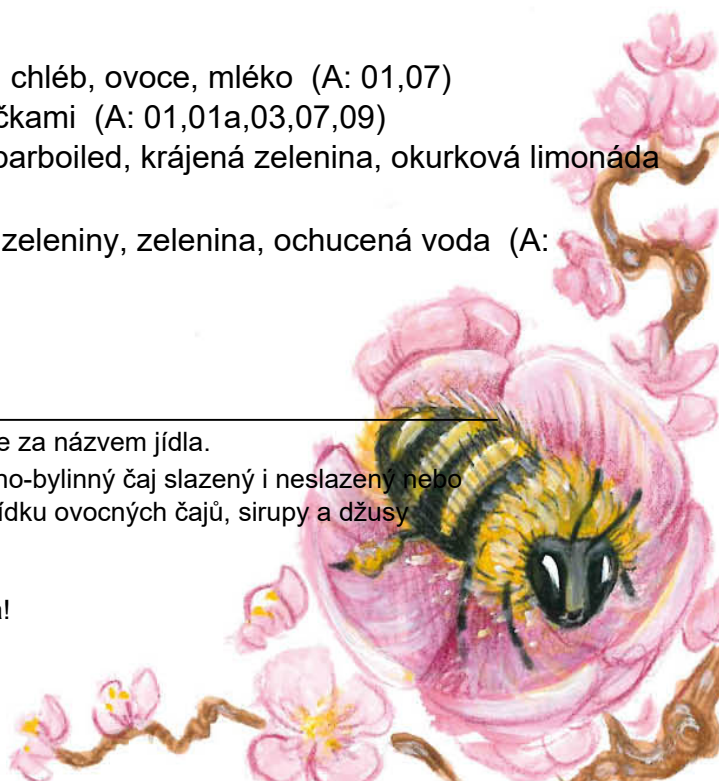 chléb, ovoce, mléko (A: 01,07)
čkami (A: 01,01a,03,07,09)
parboiled, krájená zelenina, okurková limonáda
zeleniny, zelenina, ochucená voda (A:
e za názvem jídla.
no-bylinný čaj slazený i neslazený nebo
ídku ovocných čajů, sirupy a džusy
!